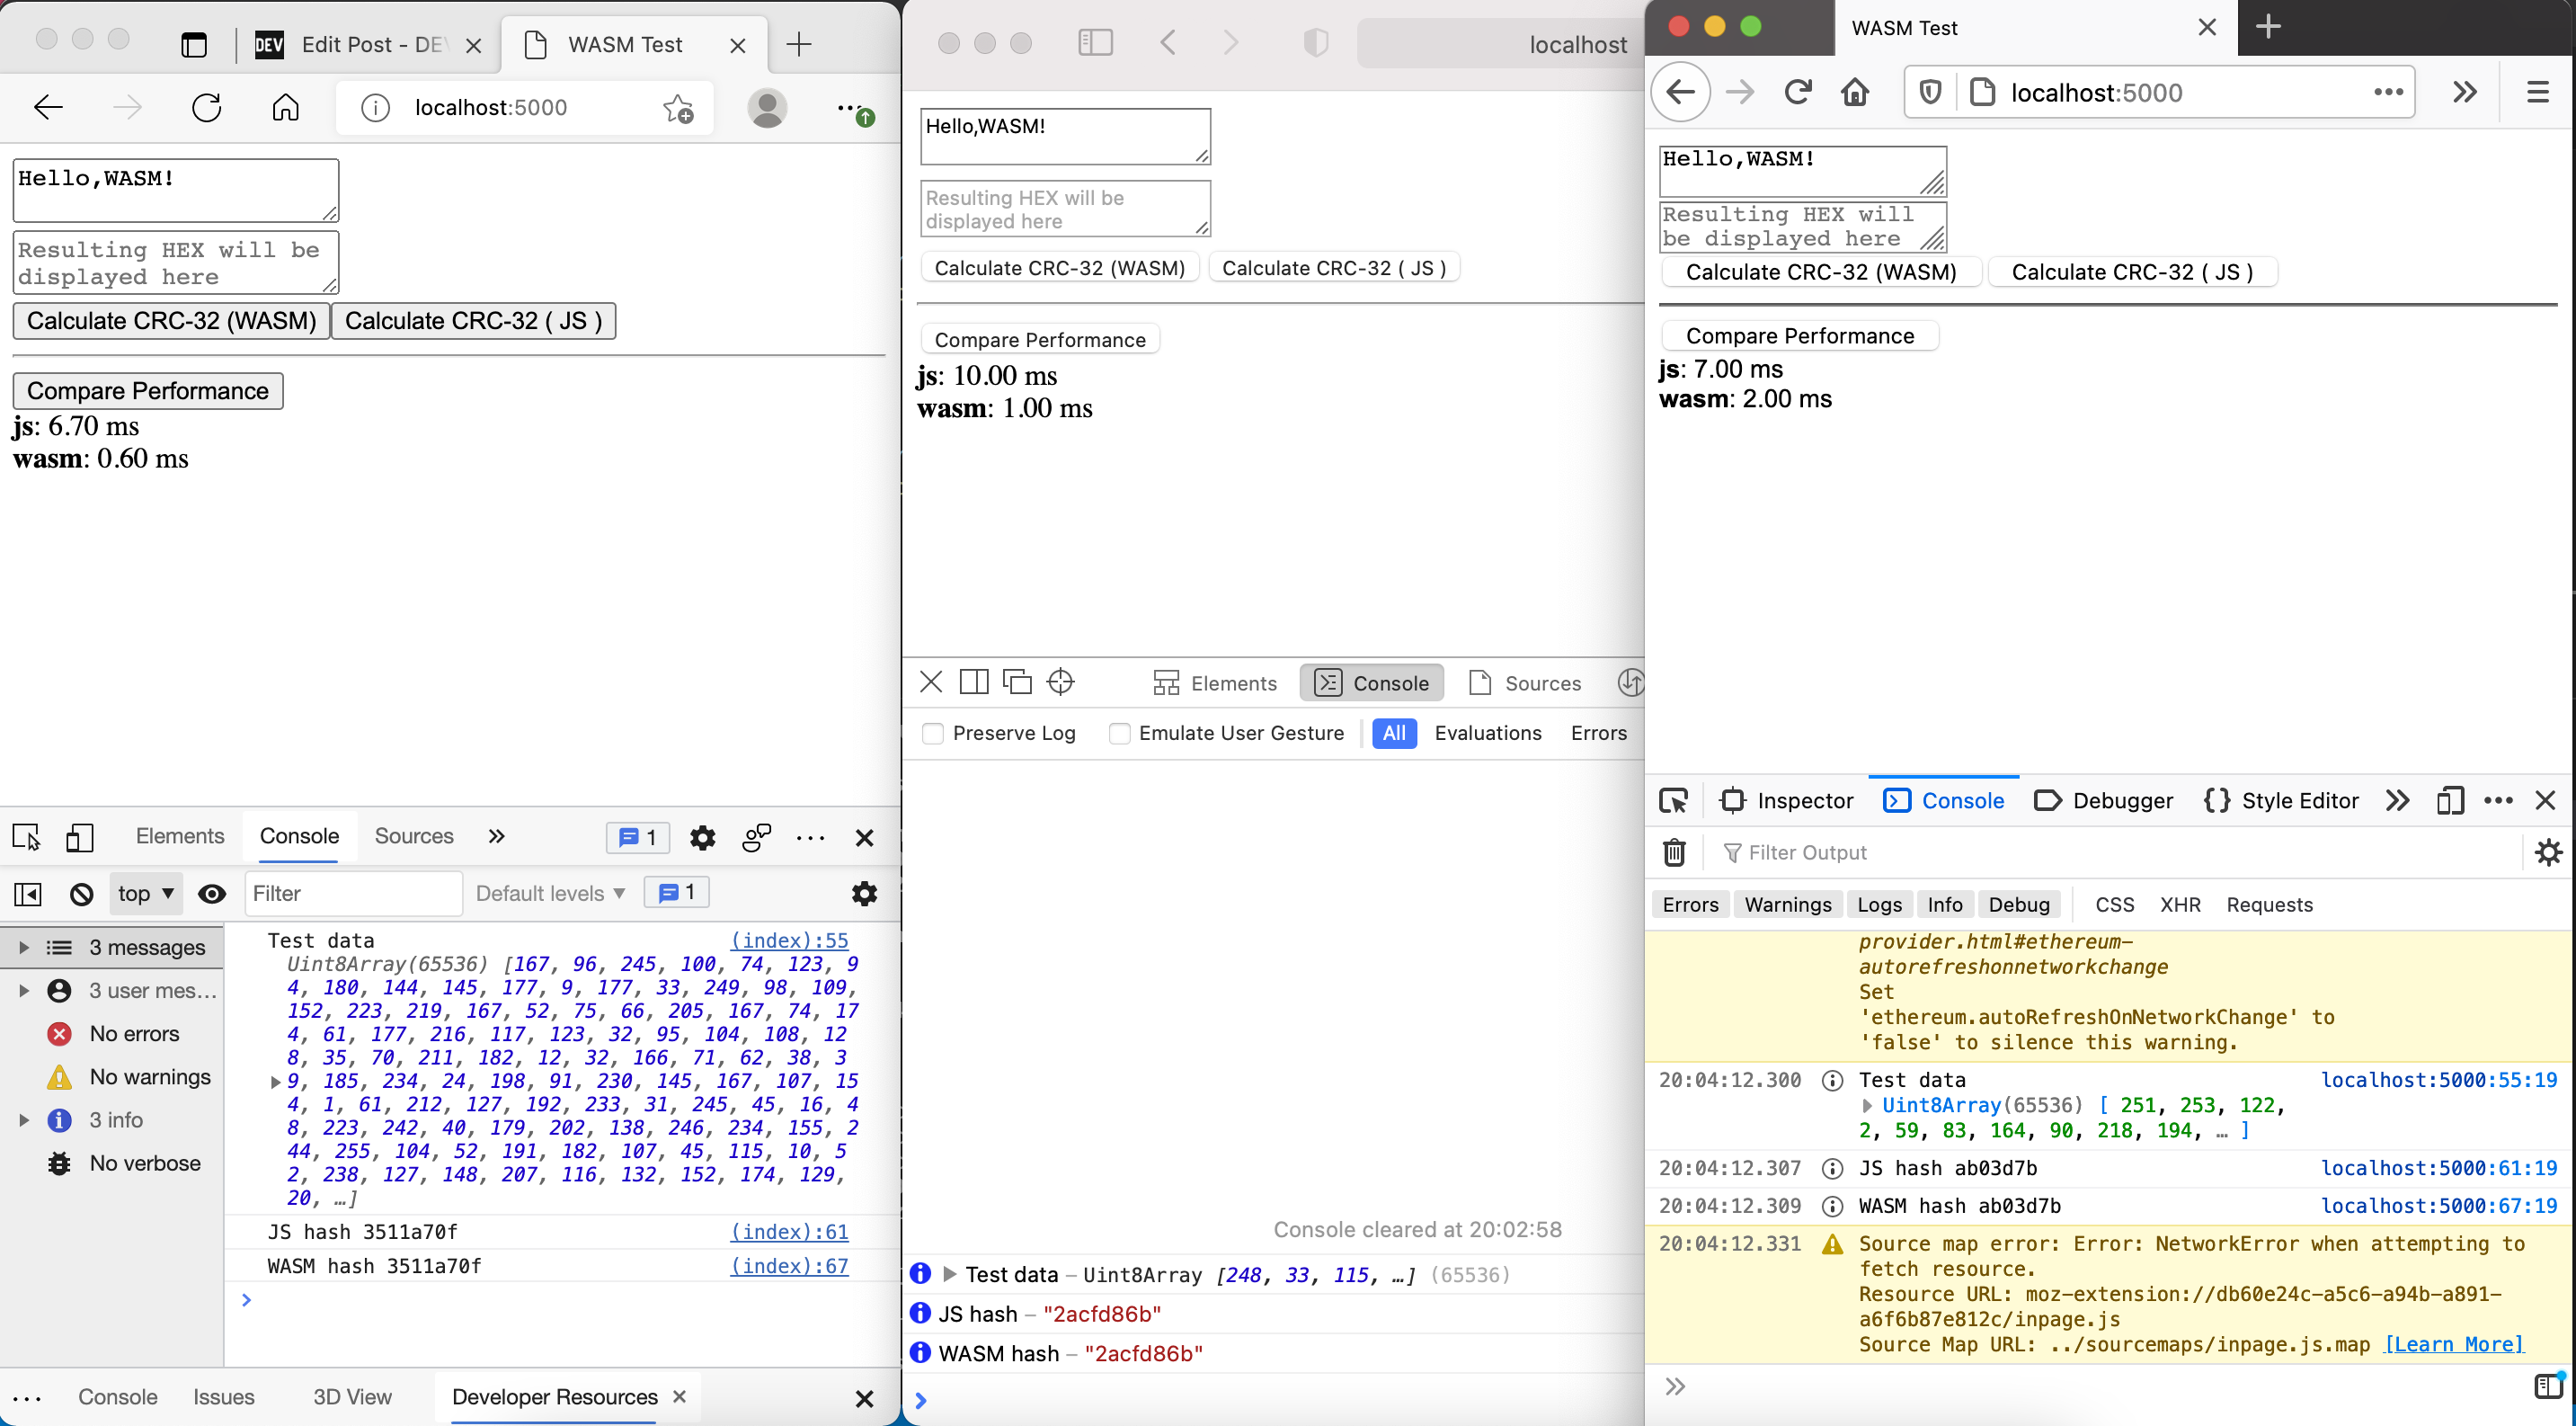 DEV Edit Post - DE
WASM Test
localhost:5000
Hello,WASM!
Resulting HEX will be
displayed here
Calculate CRC-32 (WASM)
Calculate CRC-32 ( JS )
Compare Performance
js: 6.70 ms
wasm: 0.60 ms
Elements
Console
Sources
1
top
Filter
Default levels
1
3 messages
3 user mes...
No errors
No warnings
3 info
No verbose
Test data (index):55
Uint8Array(65536) [167, 96, 245, 100, 74, 123, 9
4, 180, 144, 145, 177, 9, 177, 33, 249, 98, 109,
152, 223, 219, 167, 52, 75, 66, 205, 167, 74, 17
4, 61, 177, 216, 117, 123, 32, 95, 104, 108, 12
8, 35, 70, 211, 182, 12, 32, 166, 71, 62, 38, 3
9, 185, 234, 24, 198, 91, 230, 145, 167, 107, 15
4, 1, 61, 212, 127, 192, 233, 31, 245, 45, 16, 4
8, 223, 242, 40, 179, 202, 138, 246, 234, 155, 2
44, 255, 104, 52, 191, 182, 107, 45, 115, 10, 5
2, 238, 127, 148, 207, 116, 132, 152, 174, 129,
20, …]
JS hash 3511a70f (index):61
WASM hash 3511a70f (index):67
Console
Issues
3D View
Developer Resources
localhost
Hello,WASM!
Resulting HEX will be
displayed here
Calculate CRC-32 (WASM)
Calculate CRC-32 ( JS )
Compare Performance
js: 10.00 ms
wasm: 1.00 ms
Elements
Console
Sources
Preserve Log
Emulate User Gesture
All
Evaluations
Errors
Console cleared at 20:02:58
Test data – Uint8Array [248, 33, 115, …] (65536)
JS hash – "2acfd86b"
WASM hash – "2acfd86b"
WASM Test
localhost:5000
Hello,WASM!
Resulting HEX will
be displayed here
Calculate CRC-32 (WASM)
Calculate CRC-32 ( JS )
Compare Performance
js: 7.00 ms
wasm: 2.00 ms
Inspector
Console
Debugger
Style Editor
Filter Output
Errors
Warnings
Logs
Info
Debug
CSS
XHR
Requests
provider.html#ethereum-
autorefreshonnetworkchange
Set
'ethereum.autoRefreshOnNetworkChange' to
'false' to silence this warning.
20:04:12.300 Test data localhost:5000:55:19
Uint8Array(65536) [ 251, 253, 122,
2, 59, 83, 164, 90, 218, 194, … ]
20:04:12.307 JS hash ab03d7b localhost:5000:61:19
20:04:12.309 WASM hash ab03d7b localhost:5000:67:19
20:04:12.331 Source map error: Error: NetworkError when attempting to
fetch resource.
Resource URL: moz-extension://db60e24c-a5c6-a94b-a891-
a6f6b87e812c/inpage.js
Source Map URL: ../sourcemaps/inpage.js.map [Learn More]